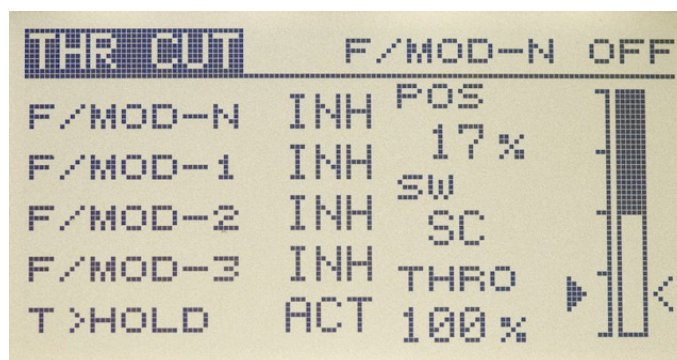 THR CUT F/MOD-N OFF
F/MOD-N INH POS
17%
F/MOD-1 INH
SW
F/MOD-2 INH SC
F/MOD-3 INH THRO
T>HOLD ACT 100%